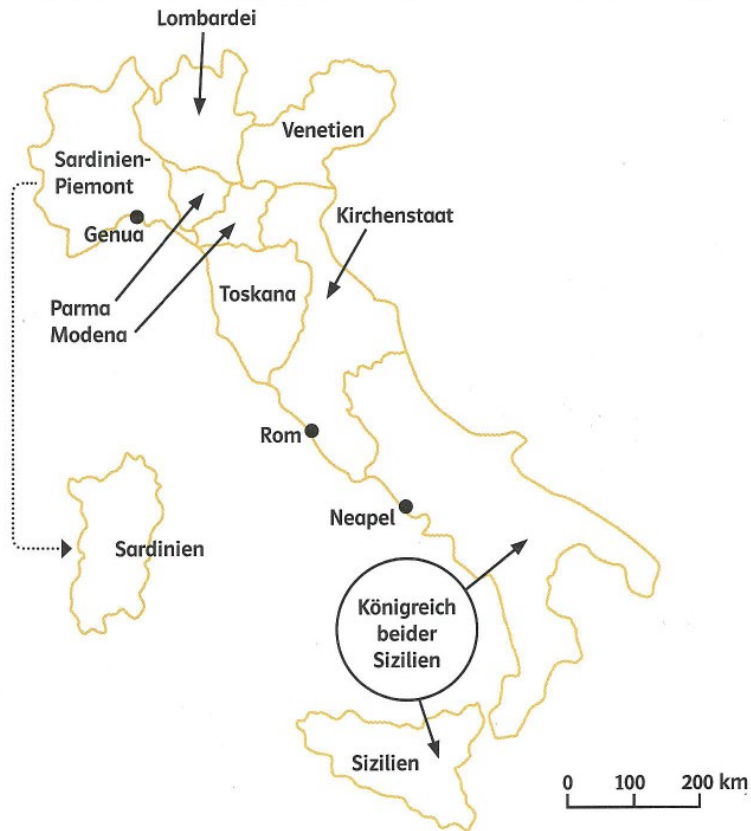 Lombardei
Venetien
Sardinien-
Piemont
Kirchenstaat
Genua
Toskana
Parma
Modena
Rom
Neapel
Sardinien
Königreich
beider
Sizilien
Sizilien
0 100 200 km